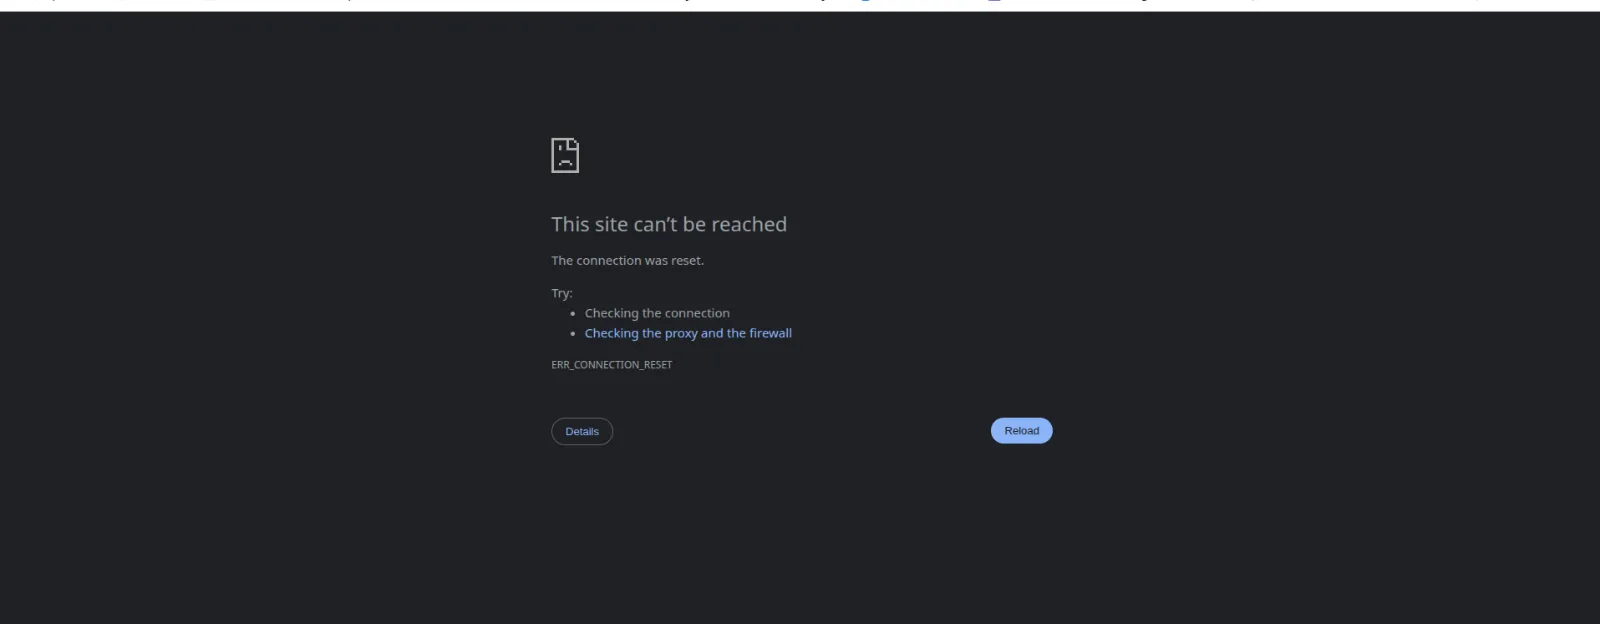 This site can’t be reached
The connection was reset.
Try:
• Checking the connection
• Checking the proxy and the firewall
ERR_CONNECTION_RESET
Details
Reload